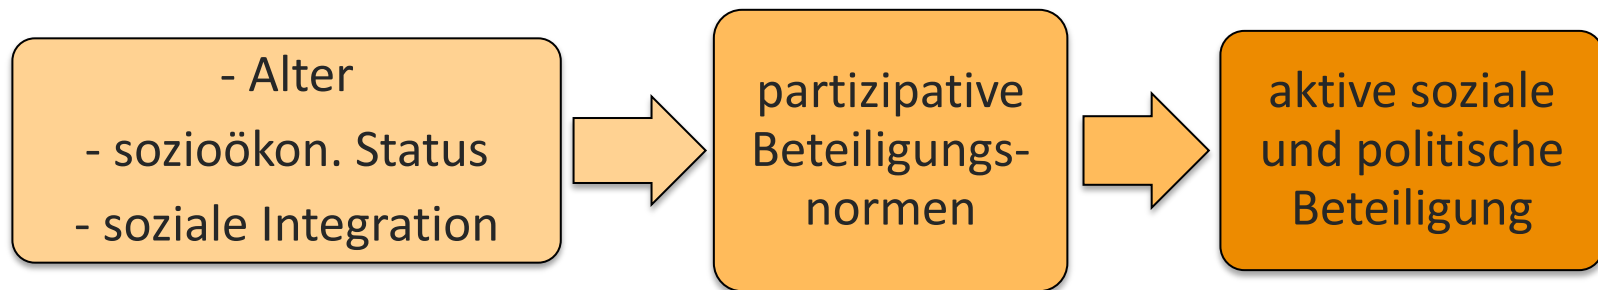 - Alter
- sozioökon. Status
- soziale Integration
partizipative
Beteiligungs-
normen
aktive soziale
und politische
Beteiligung